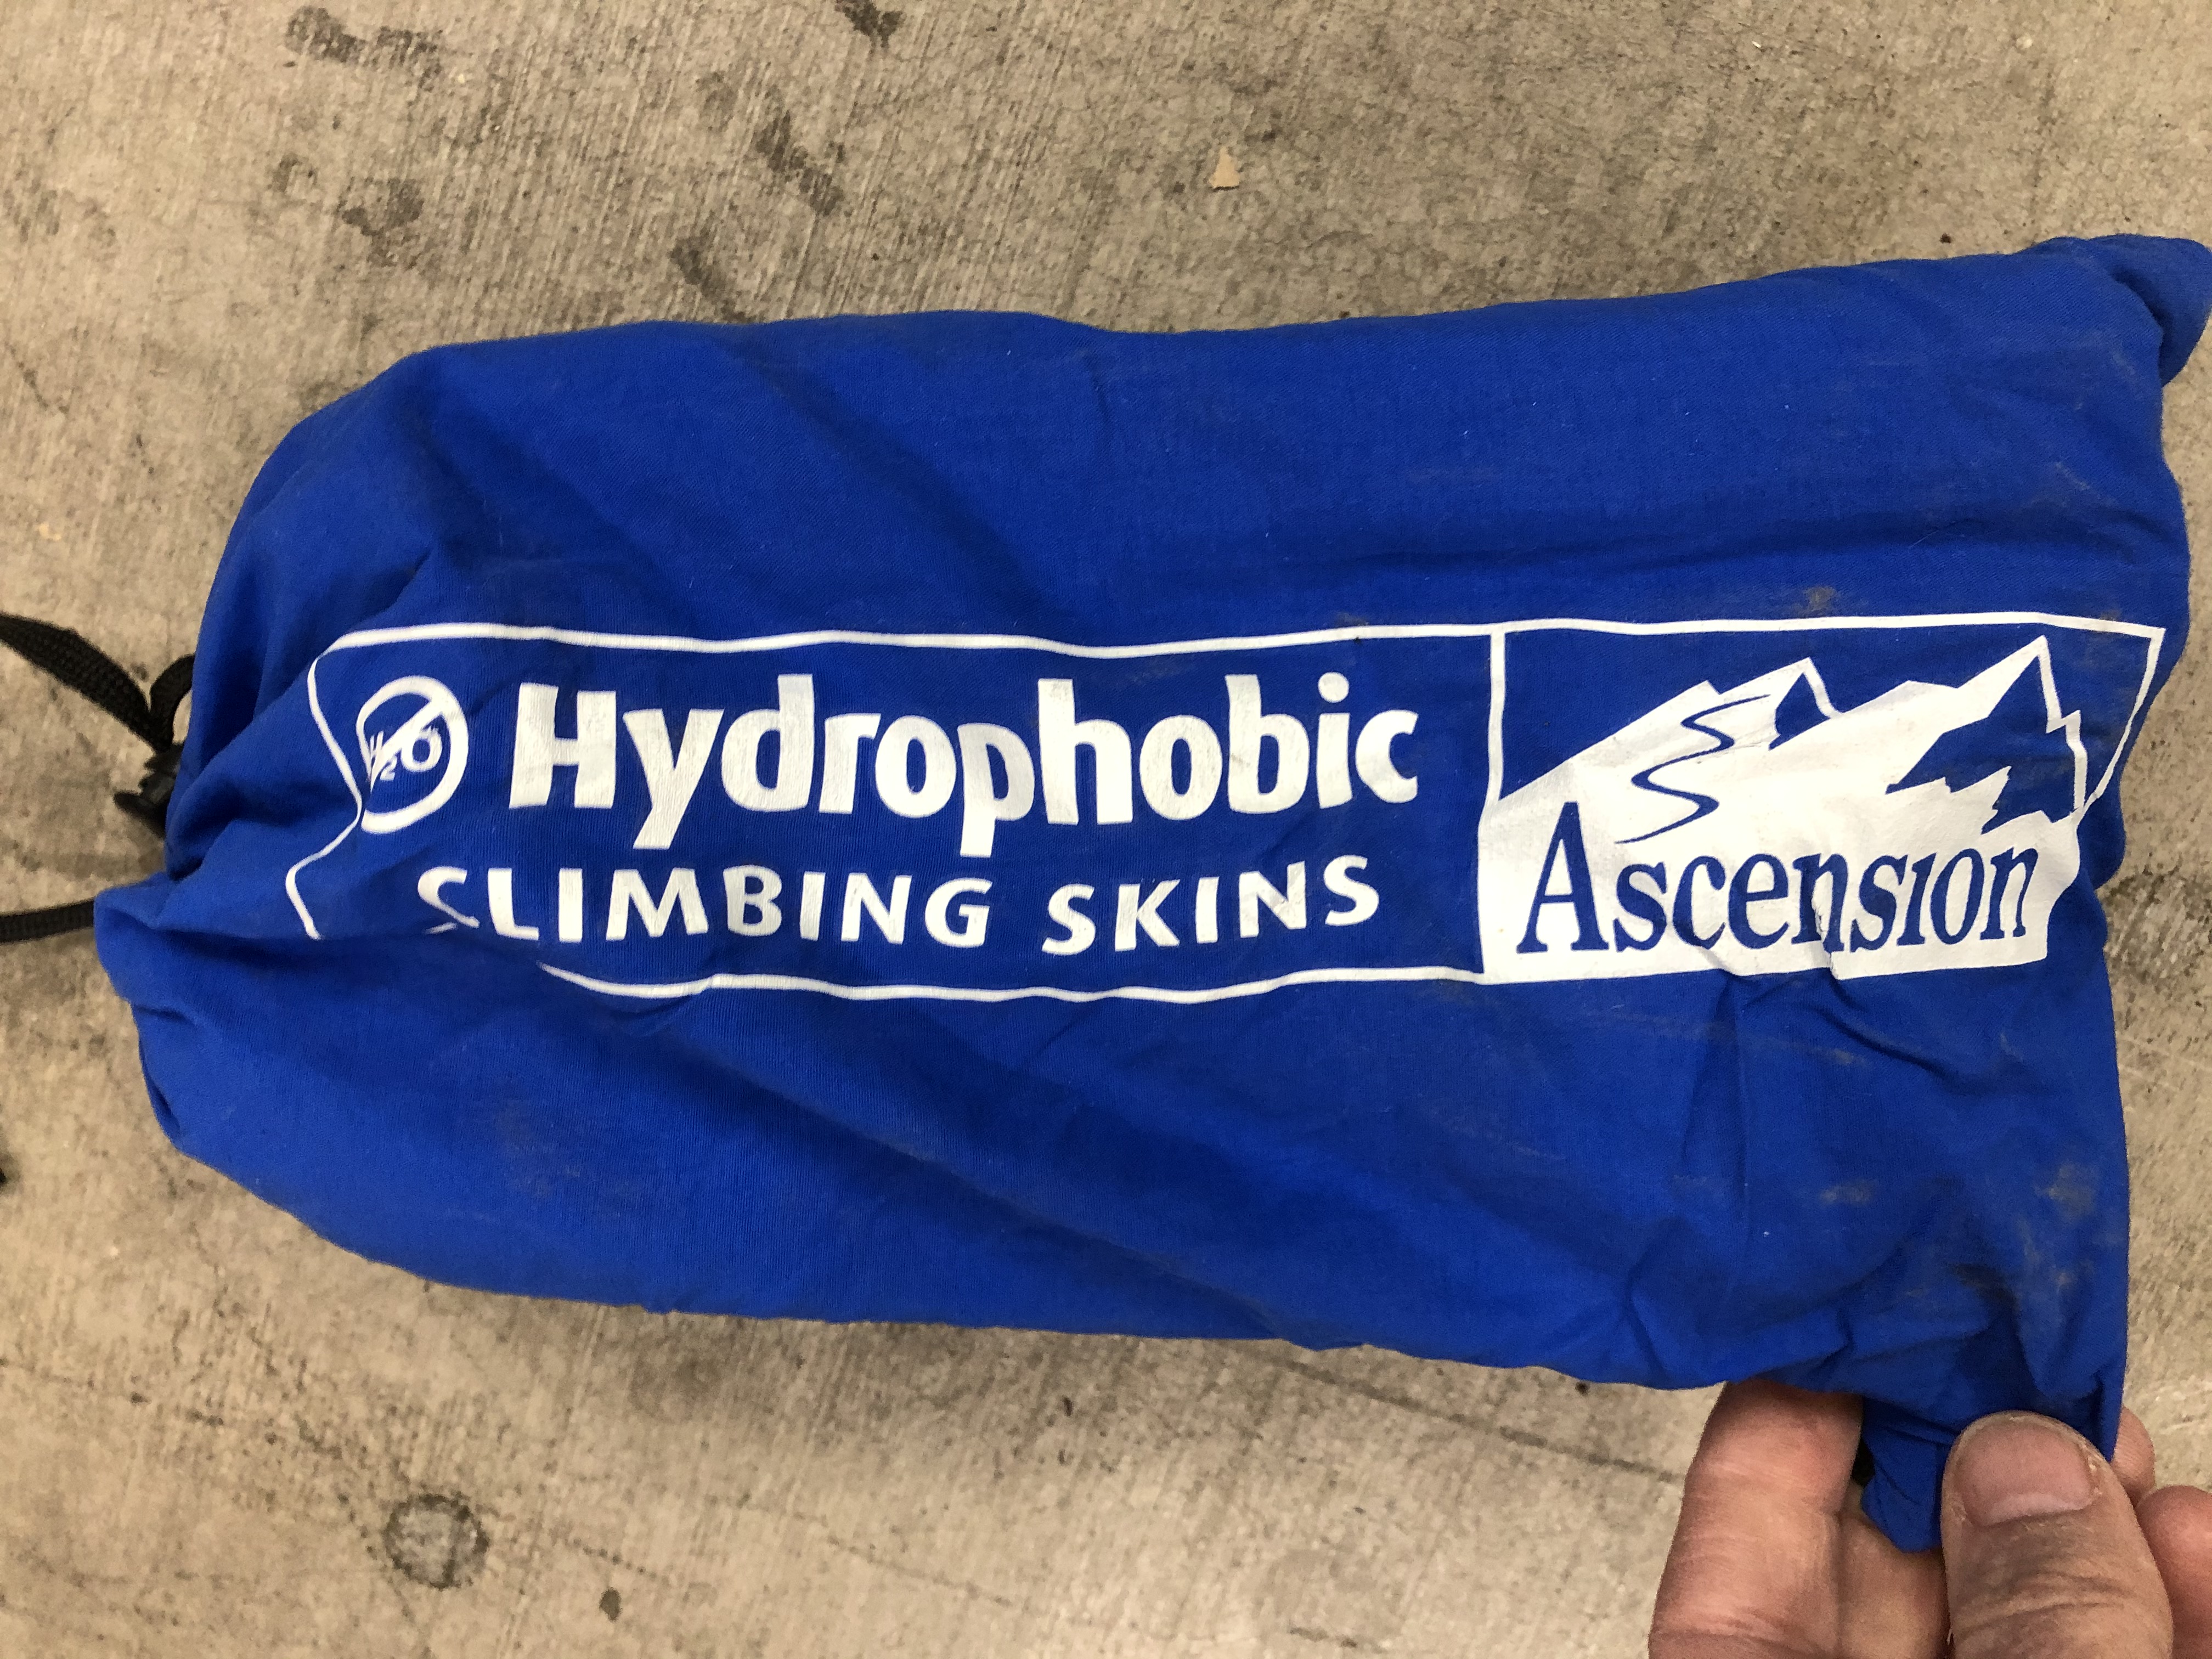 H₂O
Hydrophobic
CLIMBING SKINS
Ascension